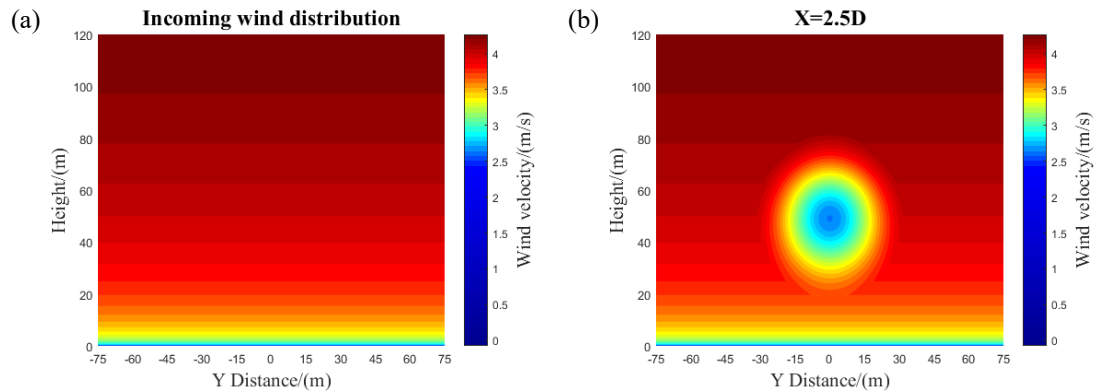 (a)
Incoming wind distribution
120
100
80
60
40
20
0
Height/(m)
-75 -60 -45 -30 -15 0 15 30 45 60 75
Y Distance/(m)
4
3.5
3
2.5
2
1.5
1
0.5
0
Wind velocity/(m/s)
(b)
X=2.5D
120
100
80
60
40
20
0
Height/(m)
-75 -60 -45 -30 -15 0 15 30 45 60 75
Y Distance/(m)
4
3.5
3
2.5
2
1.5
1
0.5
0
Wind velocity/(m/s)